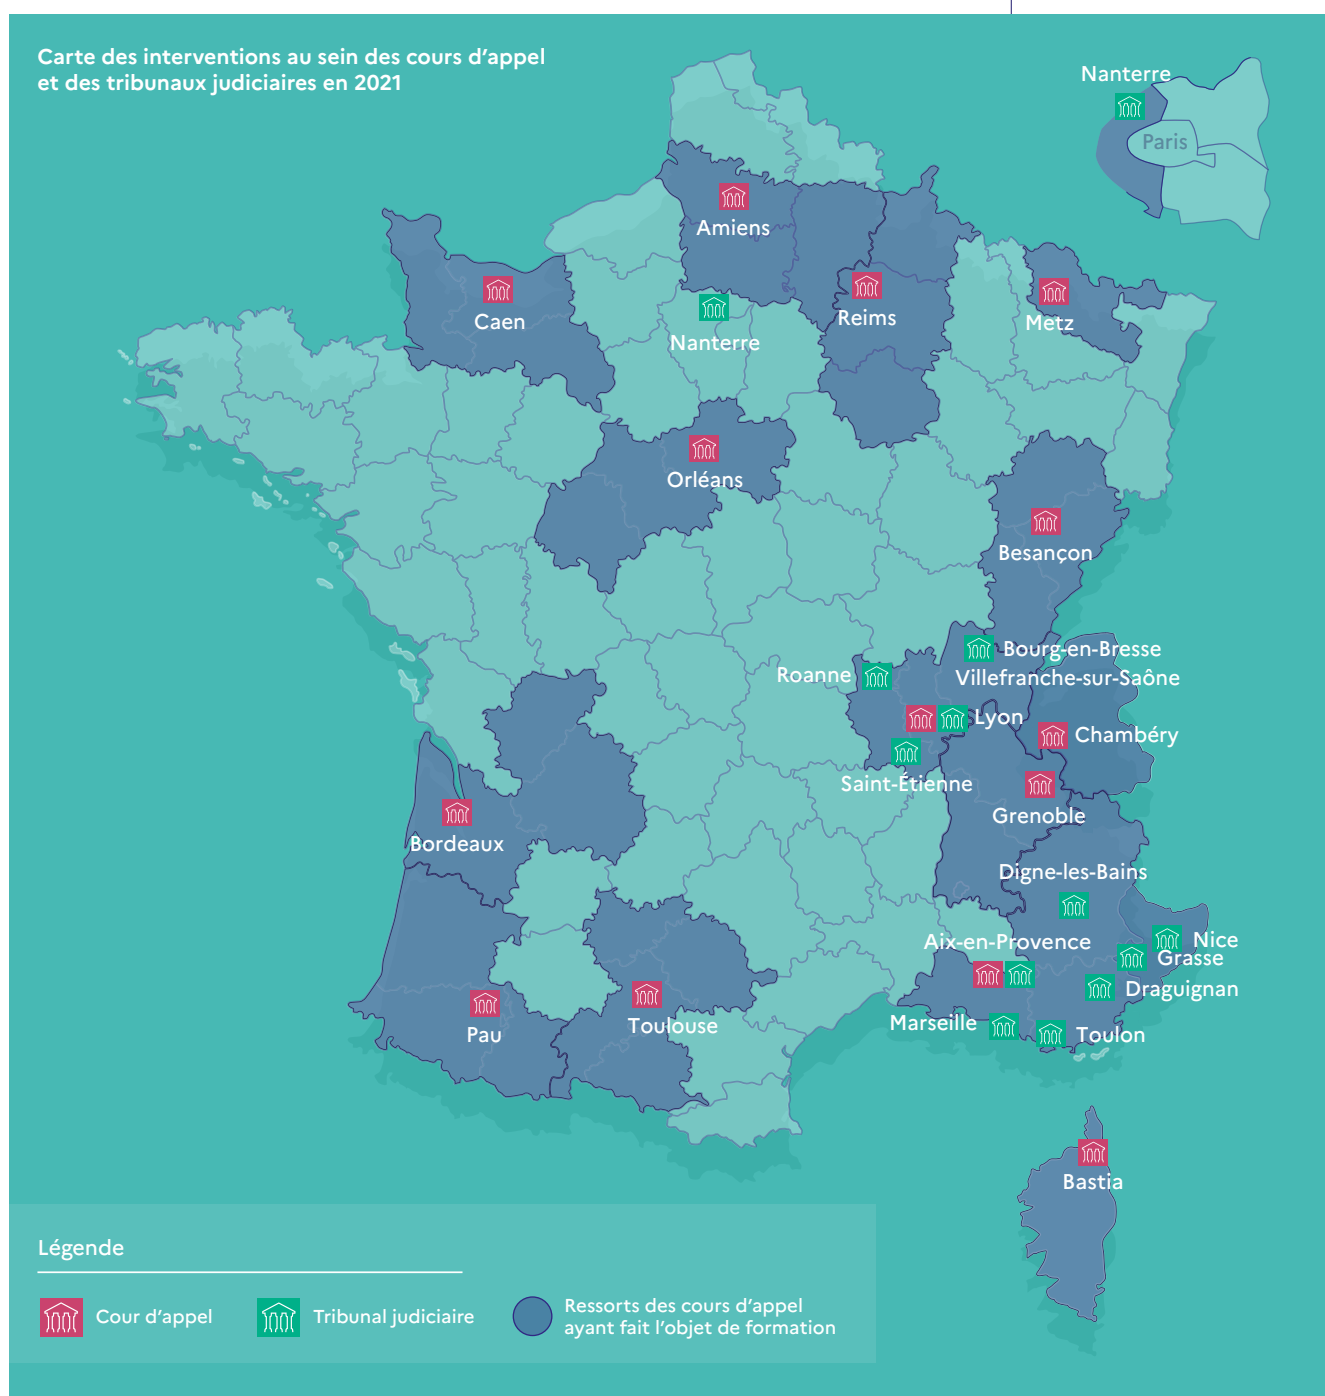 Carte des interventions au sein des cours d'appel
et des tribunaux judiciaires en 2021
Nanterre
Paris
Amiens
Caen
Reims
Metz
Nanterre
Orléans
Besançon
Bourg-en-Bresse
Roanne
Villefranche-sur-Saône
Lyon
Chambéry
Saint-Étienne
Grenoble
Bordeaux
Digne-les-Bains
Aix-en-Provence
Nice
Grasse
Draguignan
Marseille
Toulouse
Pau
Toulon
Bastia
Légende
Cour d'appel
Tribunal judiciaire
Ressorts des cours d'appel
ayant fait l'objet de formation